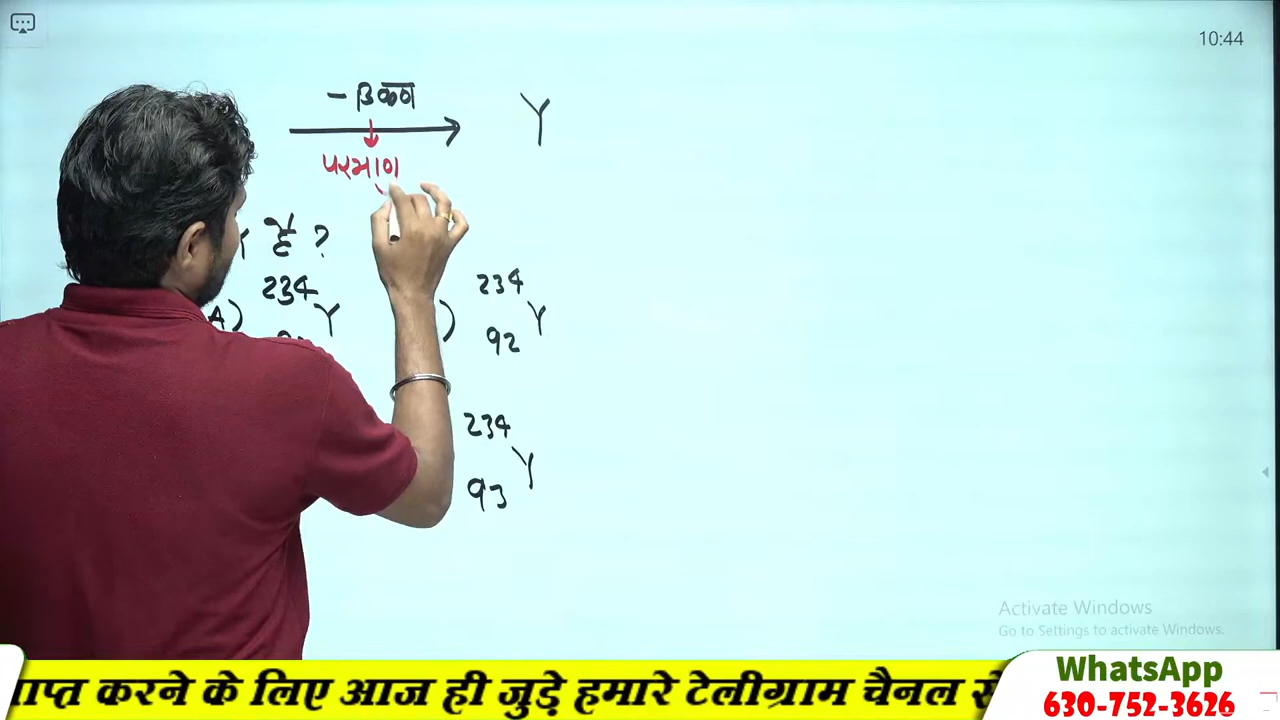 10:44
- β कण
Y
परमाण
Y है ?
A) 234 Y
) 234 Y
92
234 Y
93
Activate Windows
Go to Settings to activate Windows.
WhatsApp
630-752-3626
प्त करने के लिए आज ही जुड़े हमारे टेलीग्राम चैनल से